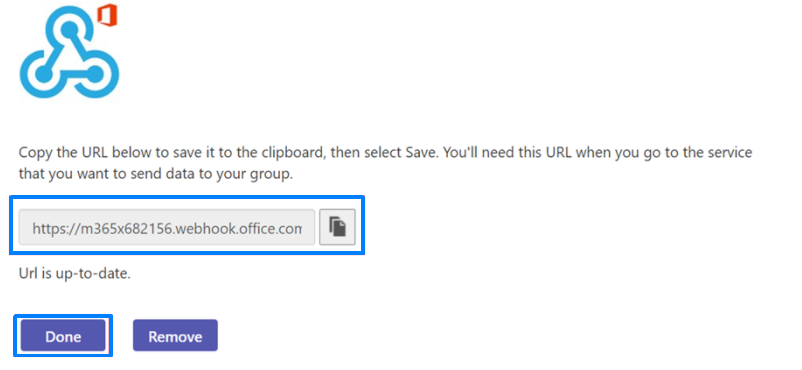 Copy the URL below to save it to the clipboard, then select Save. You'll need this URL when you go to the service
that you want to send data to your group.
https://m365x682156.webhook.office.com
Url is up-to-date.
Done
Remove